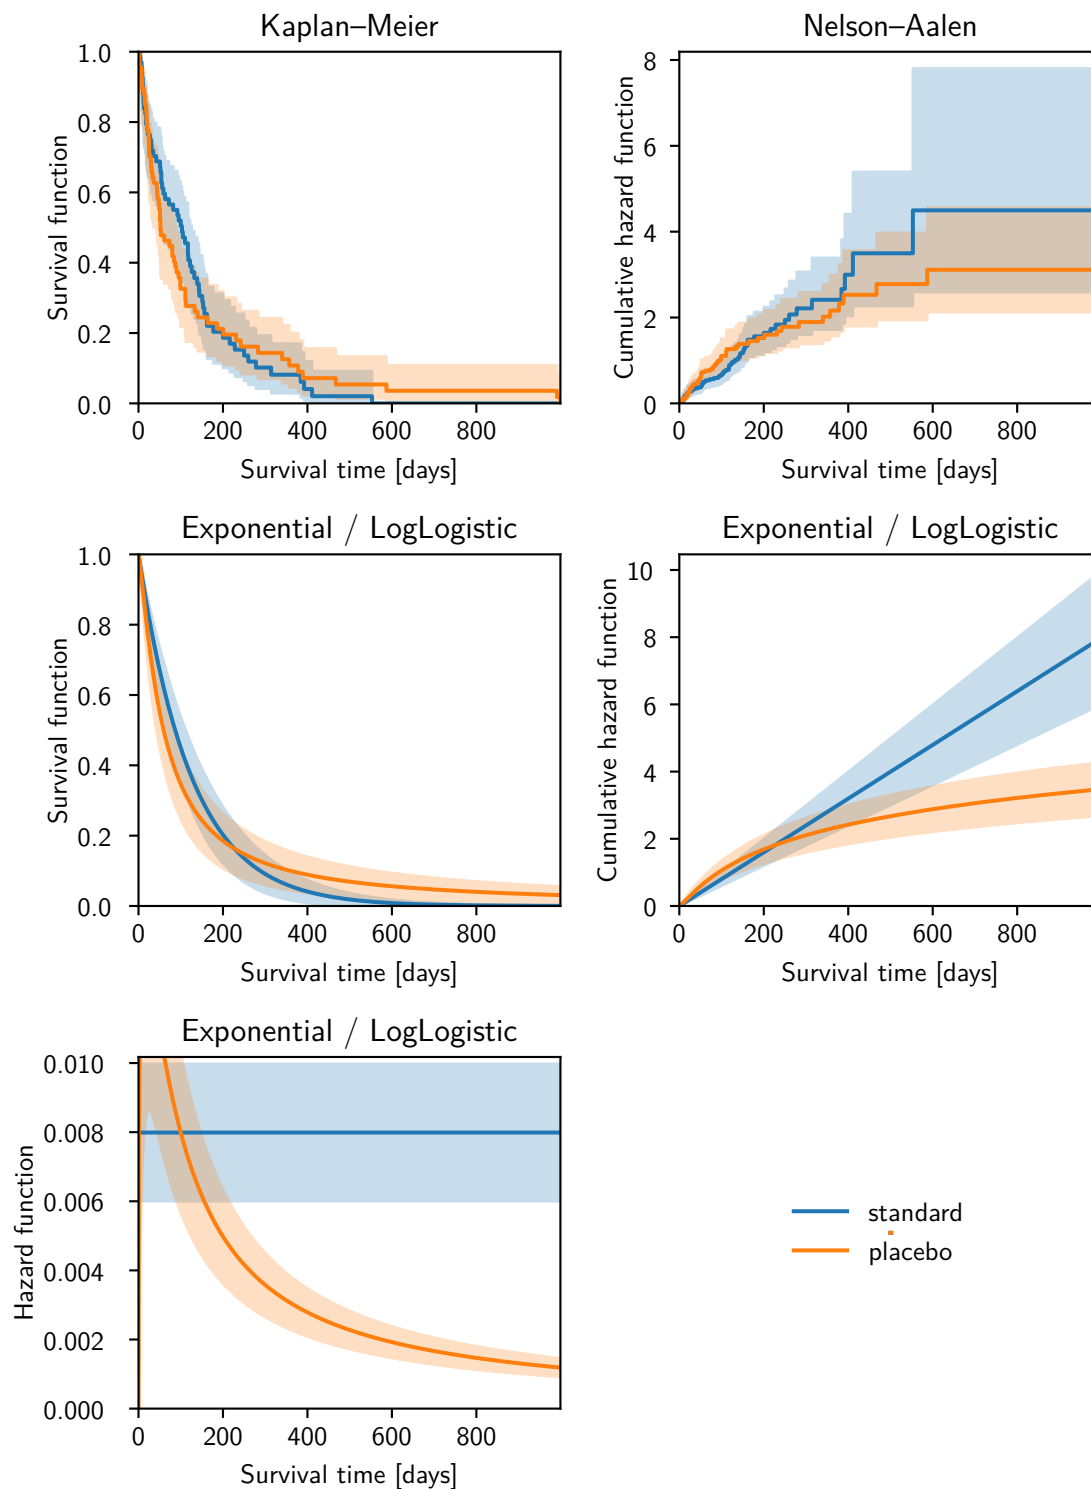 Kaplan–Meier
Survival function
1.0
0.8
0.6
0.4
0.2
0.0
0 200 400 600 800
Survival time [days]
Nelson–Aalen
Cumulative hazard function
8
6
4
2
0
0 200 400 600 800
Survival time [days]
Exponential / LogLogistic
Survival function
1.0
0.8
0.6
0.4
0.2
0.0
0 200 400 600 800
Survival time [days]
Exponential / LogLogistic
Cumulative hazard function
10
8
6
4
2
0
0 200 400 600 800
Survival time [days]
Exponential / LogLogistic
Hazard function
0.010
0.008
0.006
0.004
0.002
0.000
0 200 400 600 800
Survival time [days]
standard
placebo